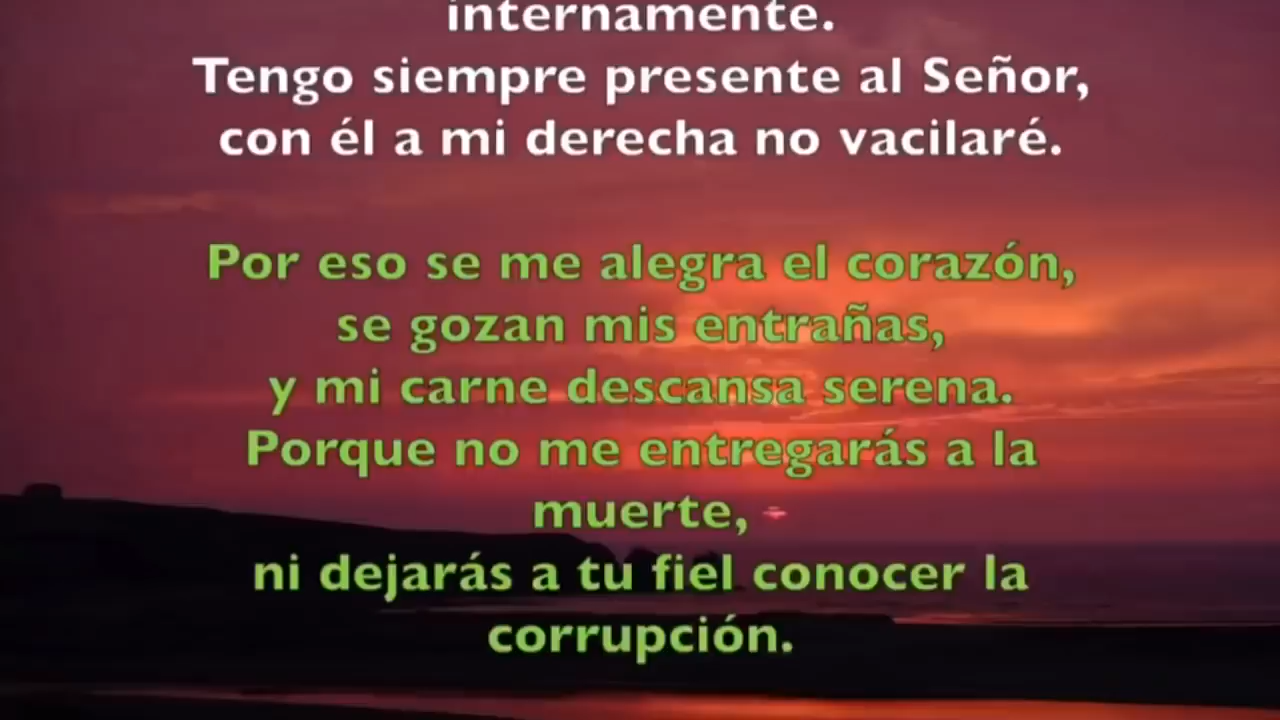 internamente.
Tengo siempre presente al Señor,
con él a mi derecha no vacilaré.
Por eso se me alegra el corazón,
se gozan mis entrañas,
y mi carne descansa serena.
Porque no me entregarás a la
muerte,
ni dejarás a tu fiel conocer la
corrupción.